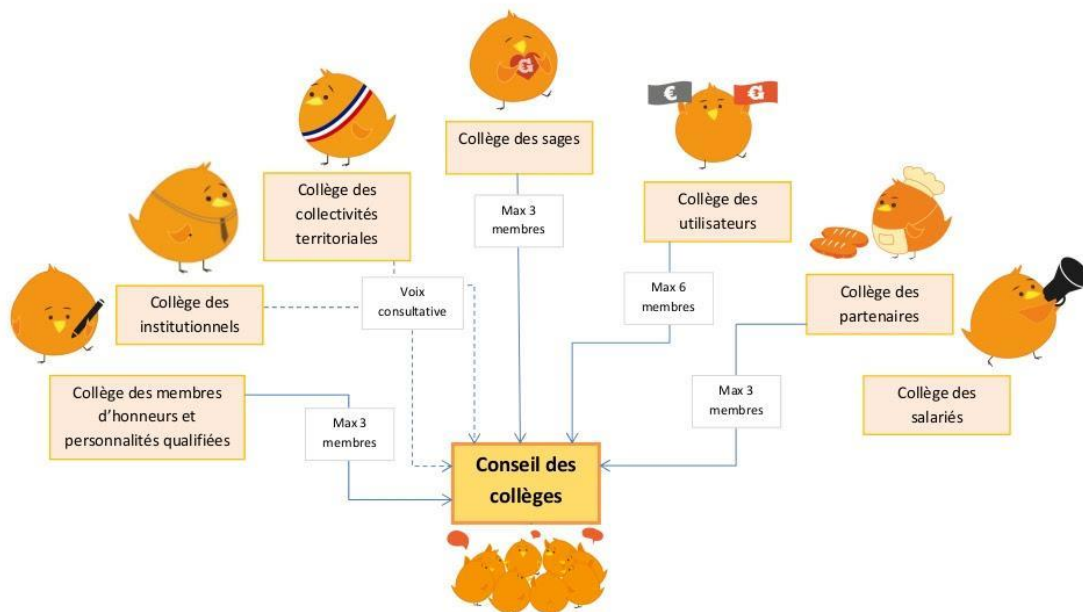 Collège des sages
Max 3
membres
€
G
G
Collège des
utilisateurs
Max 6
membres
Collège des
collectivités
territoriales
Voix
consultative
Collège des
institutionnels
Collège des
partenaires
Max 3
membres
Collège des
salariés
Collège des membres
d’honneurs et
personnalités qualifiées
Max 3
membres
Conseil des
collèges